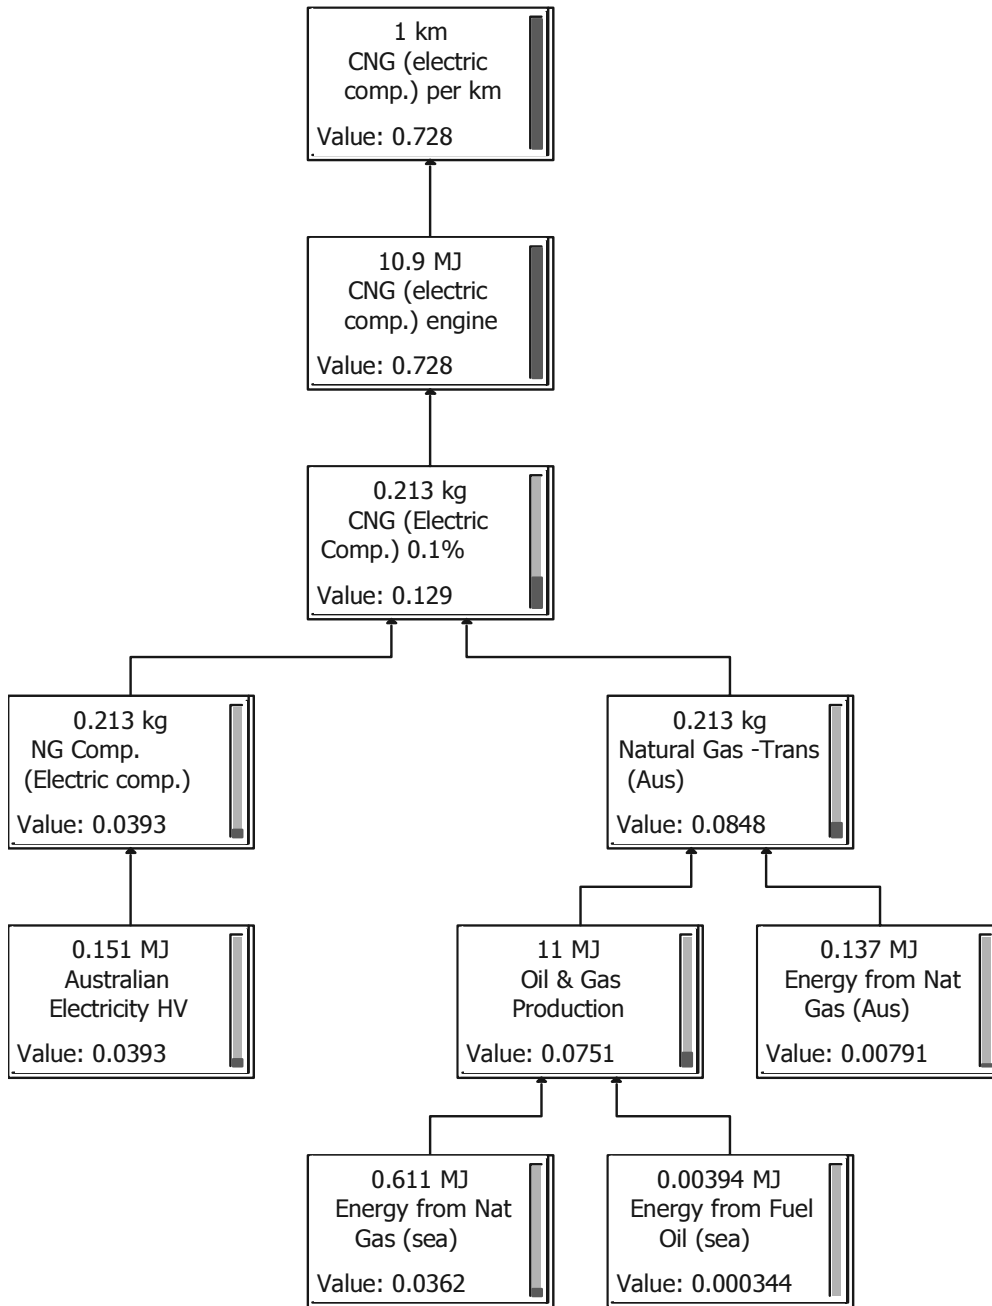 1 km
CNG (electric
comp.) per km
Value: 0.728
10.9 MJ
CNG (electric
comp.) engine
Value: 0.728
0.213 kg
CNG (Electric
Comp.) 0.1%
Value: 0.129
0.213 kg
NG Comp.
(Electric comp.)
Value: 0.0393
0.213 kg
Natural Gas -Trans
(Aus)
Value: 0.0848
0.151 MJ
Australian
Electricity HV
Value: 0.0393
11 MJ
Oil & Gas
Production
Value: 0.0751
0.137 MJ
Energy from Nat
Gas (Aus)
Value: 0.00791
0.611 MJ
Energy from Nat
Gas (sea)
Value: 0.0362
0.00394 MJ
Energy from Fuel
Oil (sea)
Value: 0.000344